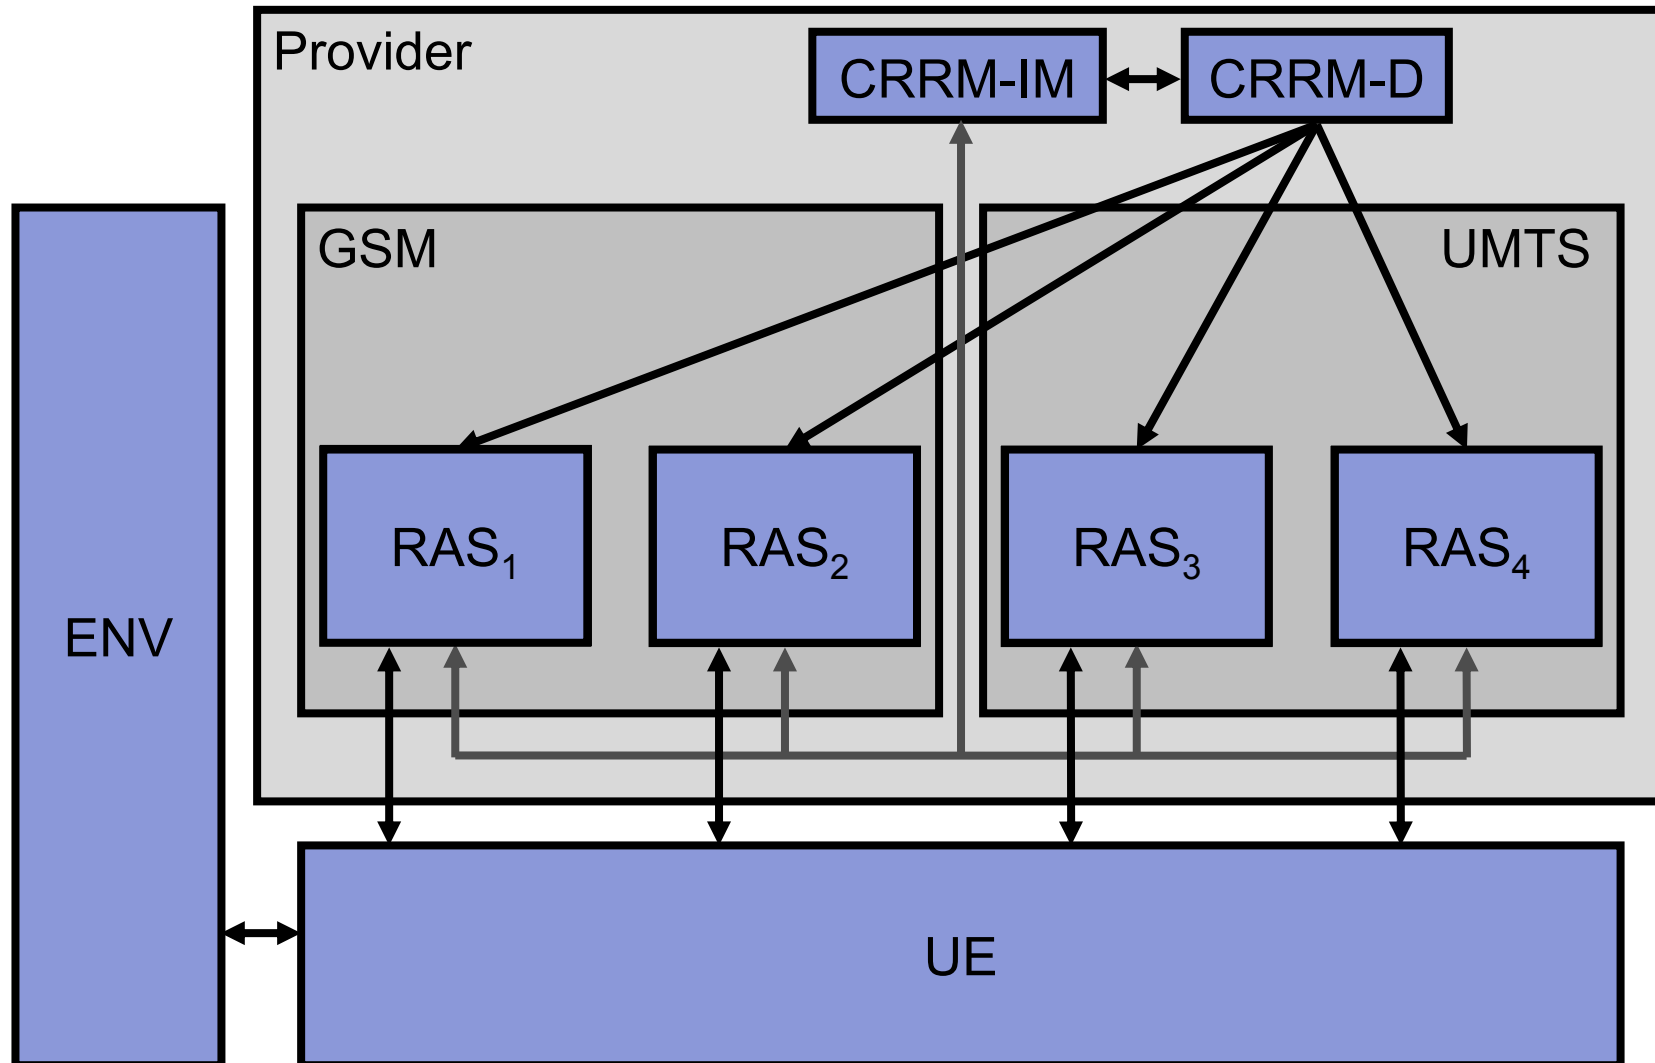 Provider
CRRM-IM
CRRM-D
GSM
UMTS
RAS1
RAS2
RAS3
RAS4
ENV
UE